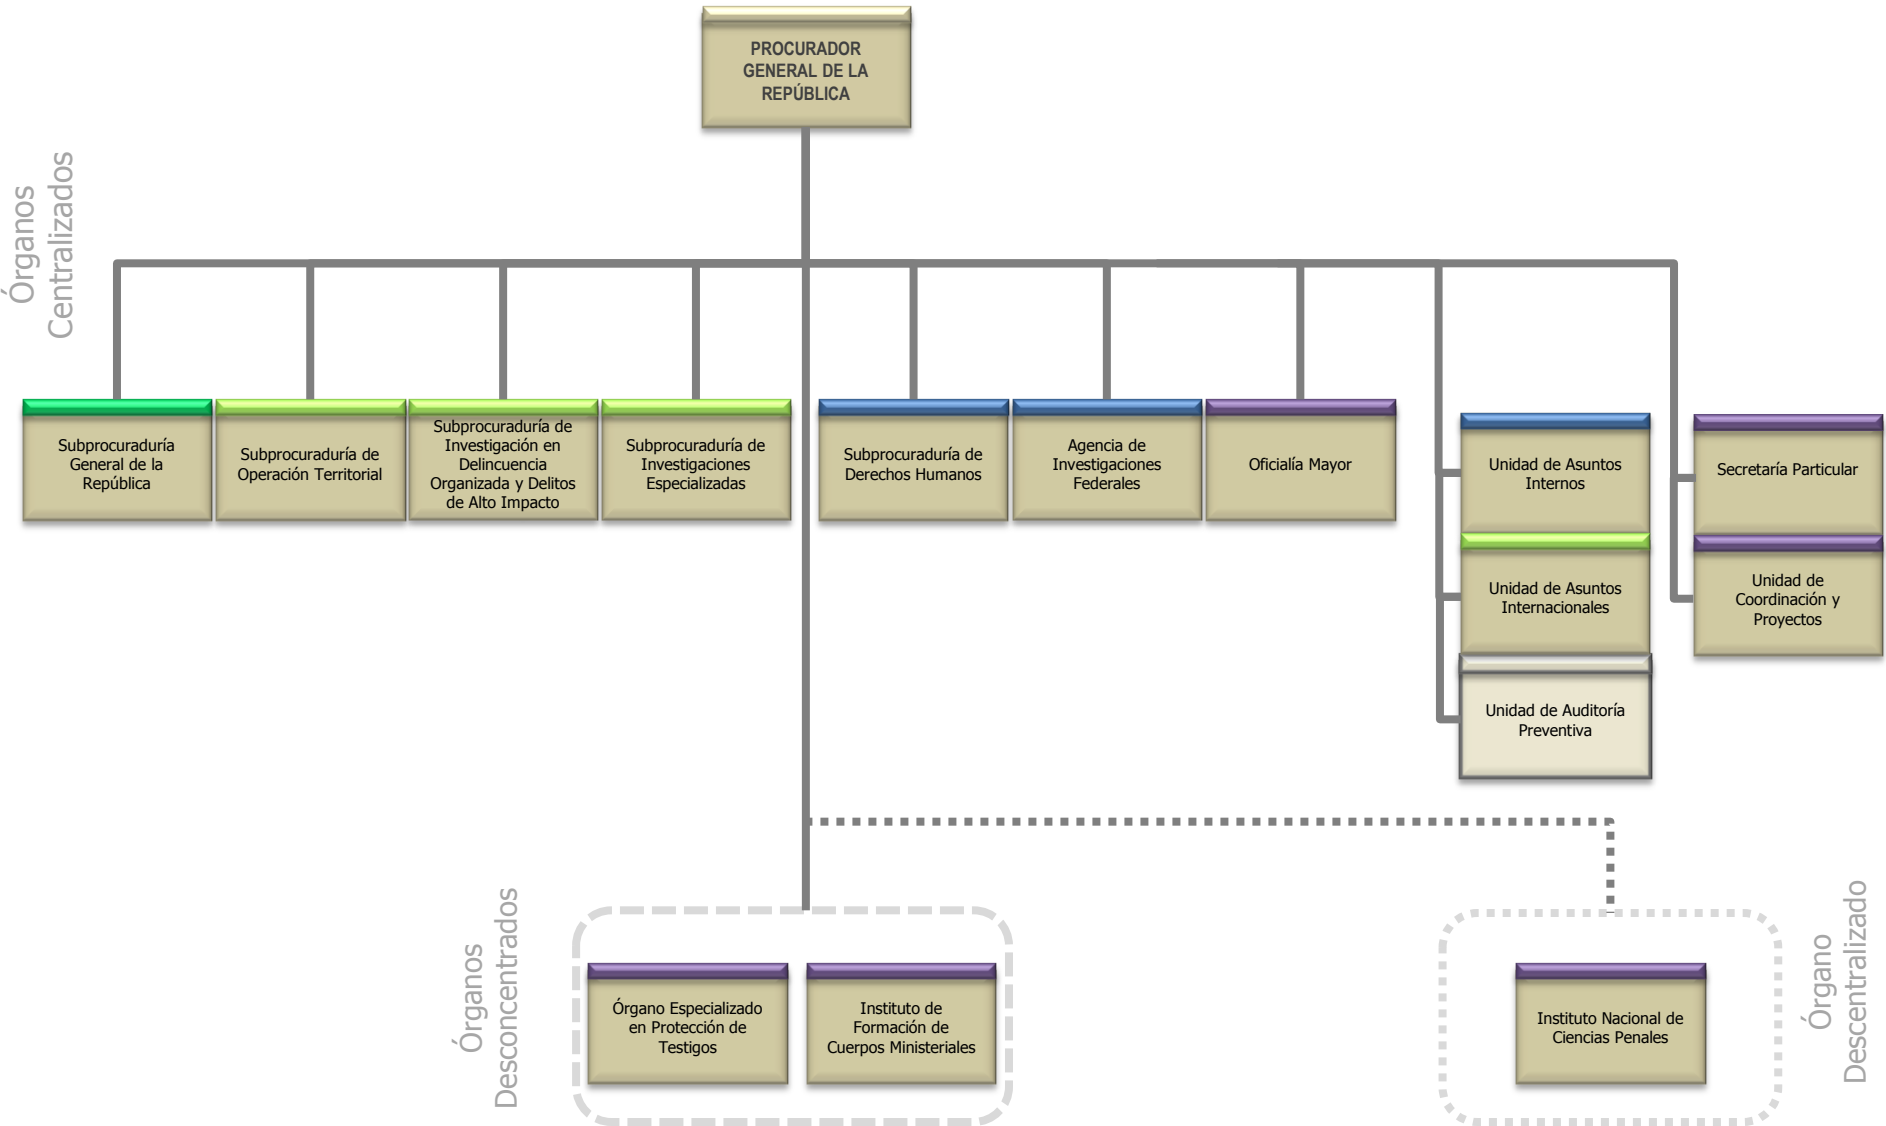 PROCURADOR
GENERAL DE LA
REPÚBLICA
Órganos
Centralizados
Subprocuraduría
General de la
República
Subprocuraduría de
Operación Territorial
Subprocuraduría de
Investigación en
Delincuencia
Organizada y Delitos
de Alto Impacto
Subprocuraduría de
Investigaciones
Especializadas
Subprocuraduría de
Derechos Humanos
Agencia de
Investigaciones
Federales
Oficialía Mayor
Unidad de Asuntos
Internos
Unidad de Asuntos
Internacionales
Unidad de Auditoría
Preventiva
Secretaría Particular
Unidad de
Coordinación y
Proyectos
Órganos
Desconcentrados
Órgano Especializado
en Protección de
Testigos
Instituto de
Formación de
Cuerpos Ministeriales
Instituto Nacional de
Ciencias Penales
Órgano
Descentralizado